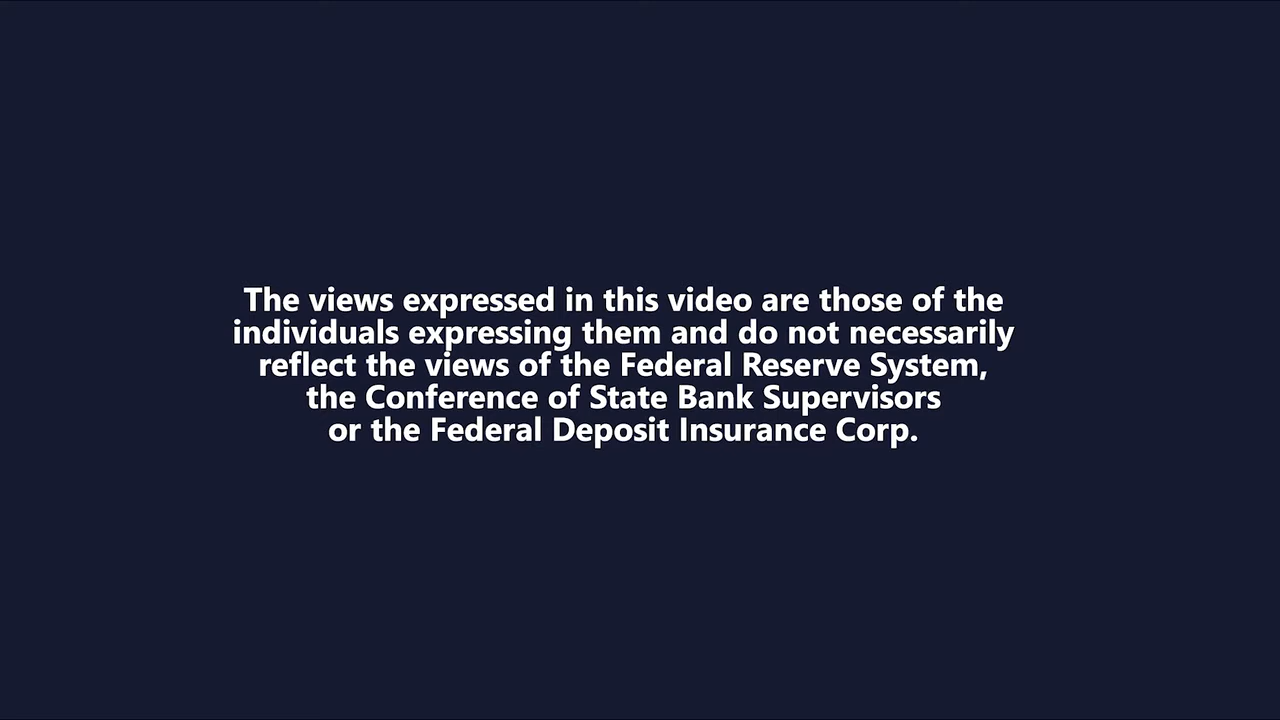 The views expressed in this video are those of the
individuals expressing them and do not necessarily
reflect the views of the Federal Reserve System,
the Conference of State Bank Supervisors
or the Federal Deposit Insurance Corp.